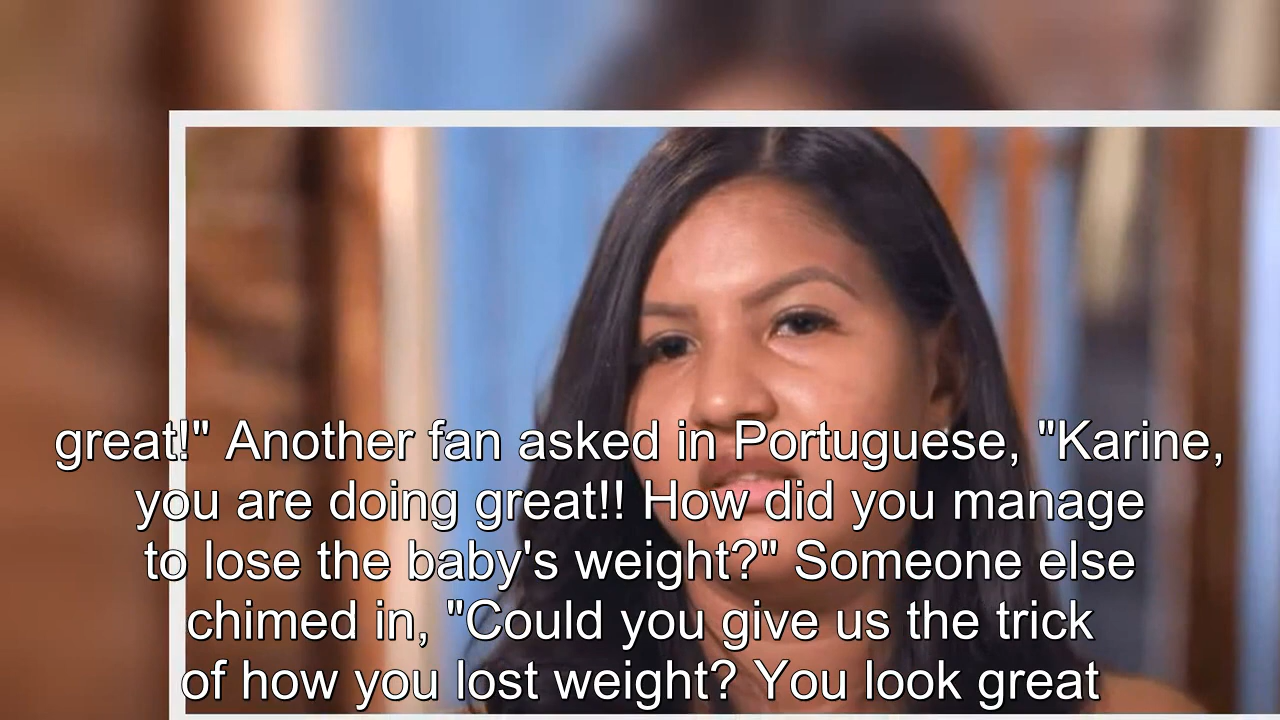 great!" Another fan asked in Portuguese, "Karine,
you are doing great!! How did you manage
to lose the baby's weight?" Someone else
chimed in, "Could you give us the trick
of how you lost weight? You look great